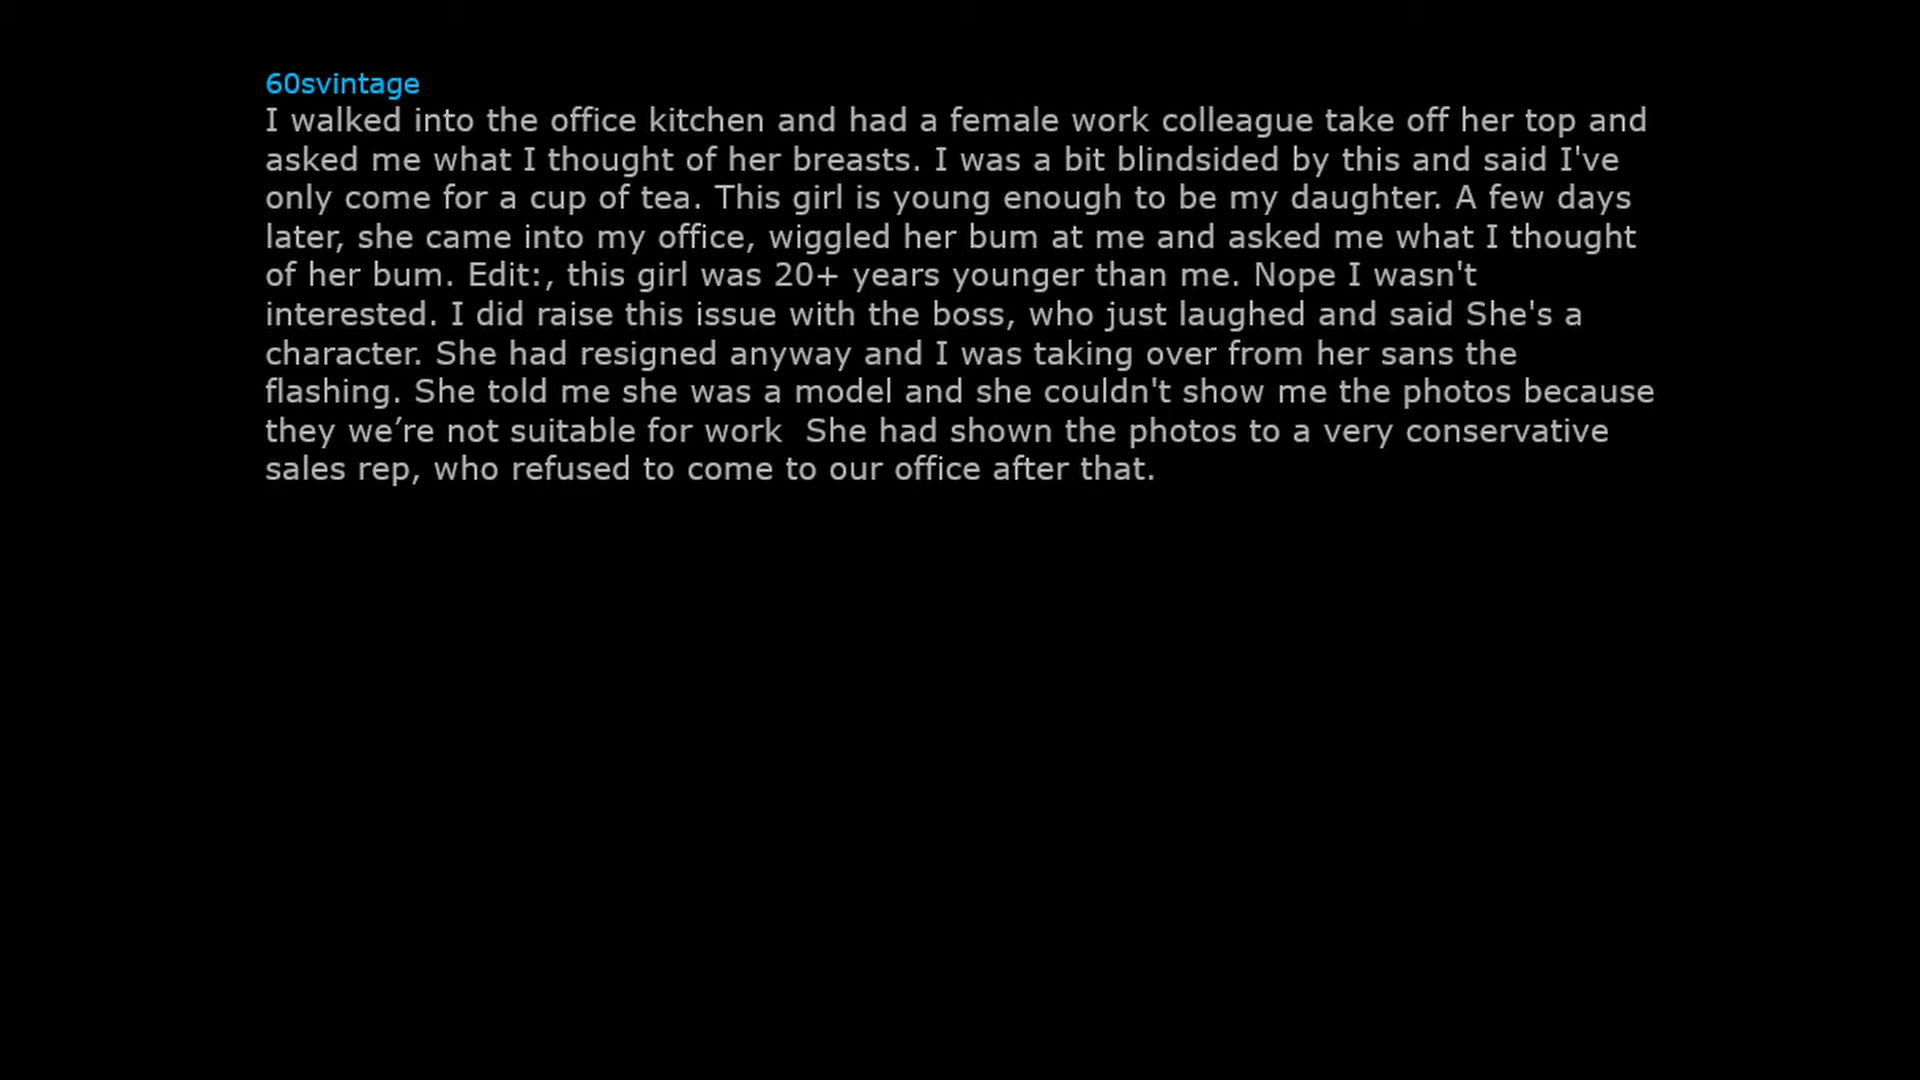 60svintage
I walked into the office kitchen and had a female work colleague take off her top and
asked me what I thought of her breasts. I was a bit blindsided by this and said I've
only come for a cup of tea. This girl is young enough to be my daughter. A few days
later, she came into my office, wiggled her bum at me and asked me what I thought
of her bum. Edit:, this girl was 20+ years younger than me. Nope I wasn't
interested. I did raise this issue with the boss, who just laughed and said She's a
character. She had resigned anyway and I was taking over from her sans the
flashing. She told me she was a model and she couldn't show me the photos because
they we’re not suitable for work  She had shown the photos to a very conservative
sales rep, who refused to come to our office after that.